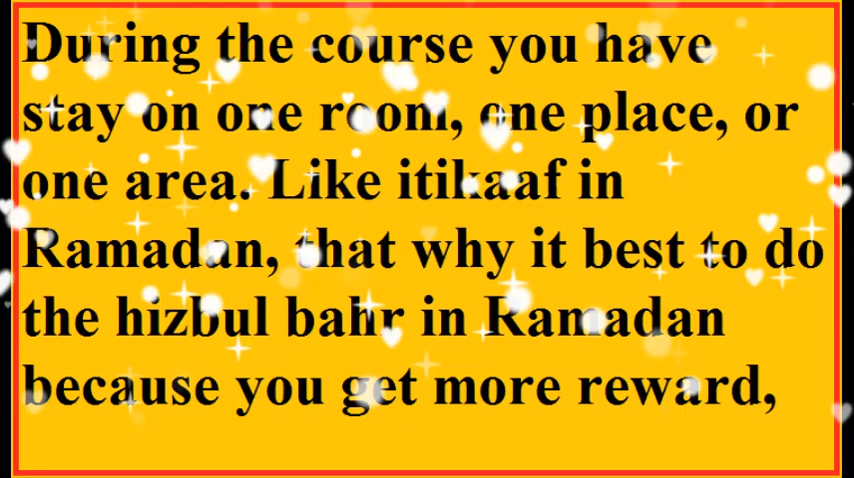 During the course you have
stay on one room, one place, or
one area. Like itikaaf in
Ramadan, that why it best to do
the hizbul bahr in Ramadan
because you get more reward,